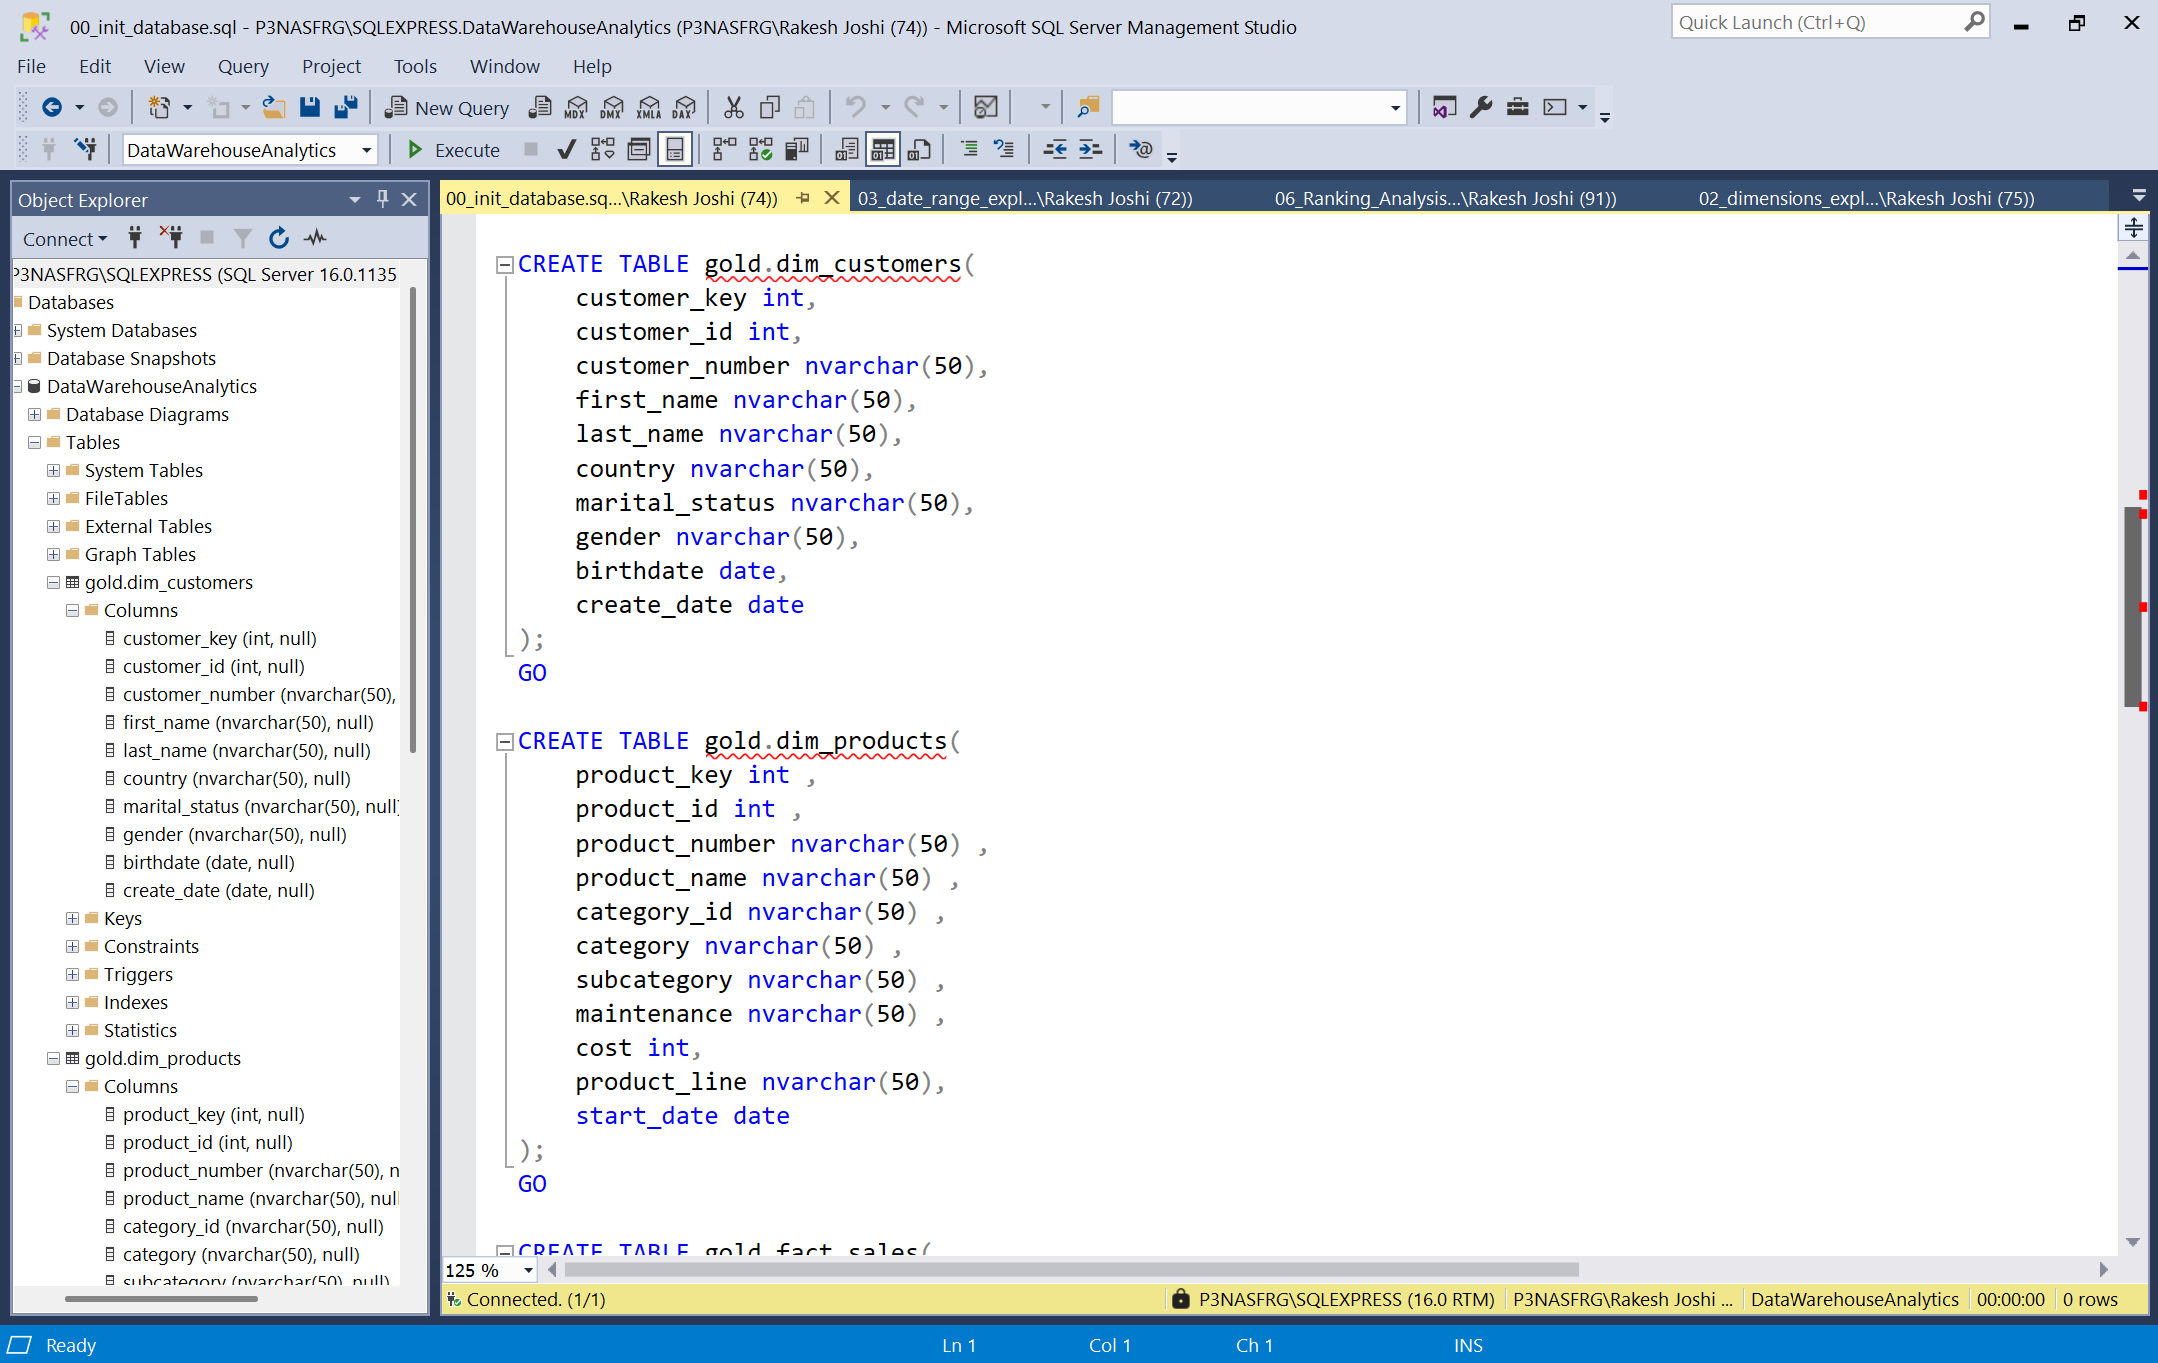 00_init_database.sql - P3NASFRG\SQLEXPRESS.DataWarehouseAnalytics (P3NASFRG\Rakesh Joshi (74)) - Microsoft SQL Server Management Studio
Quick Launch (Ctrl+Q)
File Edit View Query Project Tools Window Help
New Query MDX DMX XMLA DAX
DataWarehouseAnalytics Execute
Object Explorer
Connect
P3NASFRG\SQLEXPRESS (SQL Server 16.0.1135
Databases
System Databases
Database Snapshots
DataWarehouseAnalytics
Database Diagrams
Tables
System Tables
FileTables
External Tables
Graph Tables
gold.dim_customers
Columns
customer_key (int, null)
customer_id (int, null)
customer_number (nvarchar(50),
first_name (nvarchar(50), null)
last_name (nvarchar(50), null)
country (nvarchar(50), null)
marital_status (nvarchar(50), null)
gender (nvarchar(50), null)
birthdate (date, null)
create_date (date, null)
Keys
Constraints
Triggers
Indexes
Statistics
gold.dim_products
Columns
product_key (int, null)
product_id (int, null)
product_number (nvarchar(50), n
product_name (nvarchar(50), null
category_id (nvarchar(50), null)
category (nvarchar(50), null)
subcategory (nvarchar(50), null)
00_init_database.sq...\Rakesh Joshi (74)) 03_date_range_expl...\Rakesh Joshi (72)) 06_Ranking_Analysis...\Rakesh Joshi (91)) 02_dimensions_expl...\Rakesh Joshi (75))
CREATE TABLE gold.dim_customers(
customer_key int,
customer_id int,
customer_number nvarchar(50),
first_name nvarchar(50),
last_name nvarchar(50),
country nvarchar(50),
marital_status nvarchar(50),
gender nvarchar(50),
birthdate date,
create_date date
);
GO
CREATE TABLE gold.dim_products(
product_key int ,
product_id int ,
product_number nvarchar(50) ,
product_name nvarchar(50) ,
category_id nvarchar(50) ,
category nvarchar(50) ,
subcategory nvarchar(50) ,
maintenance nvarchar(50) ,
cost int,
product_line nvarchar(50),
start_date date
);
GO
CREATE TABLE gold.fact_sales(
125 %
Connected. (1/1) P3NASFRG\SQLEXPRESS (16.0 RTM) P3NASFRG\Rakesh Joshi ... DataWarehouseAnalytics 00:00:00 0 rows
Ready Ln 1 Col 1 Ch 1 INS